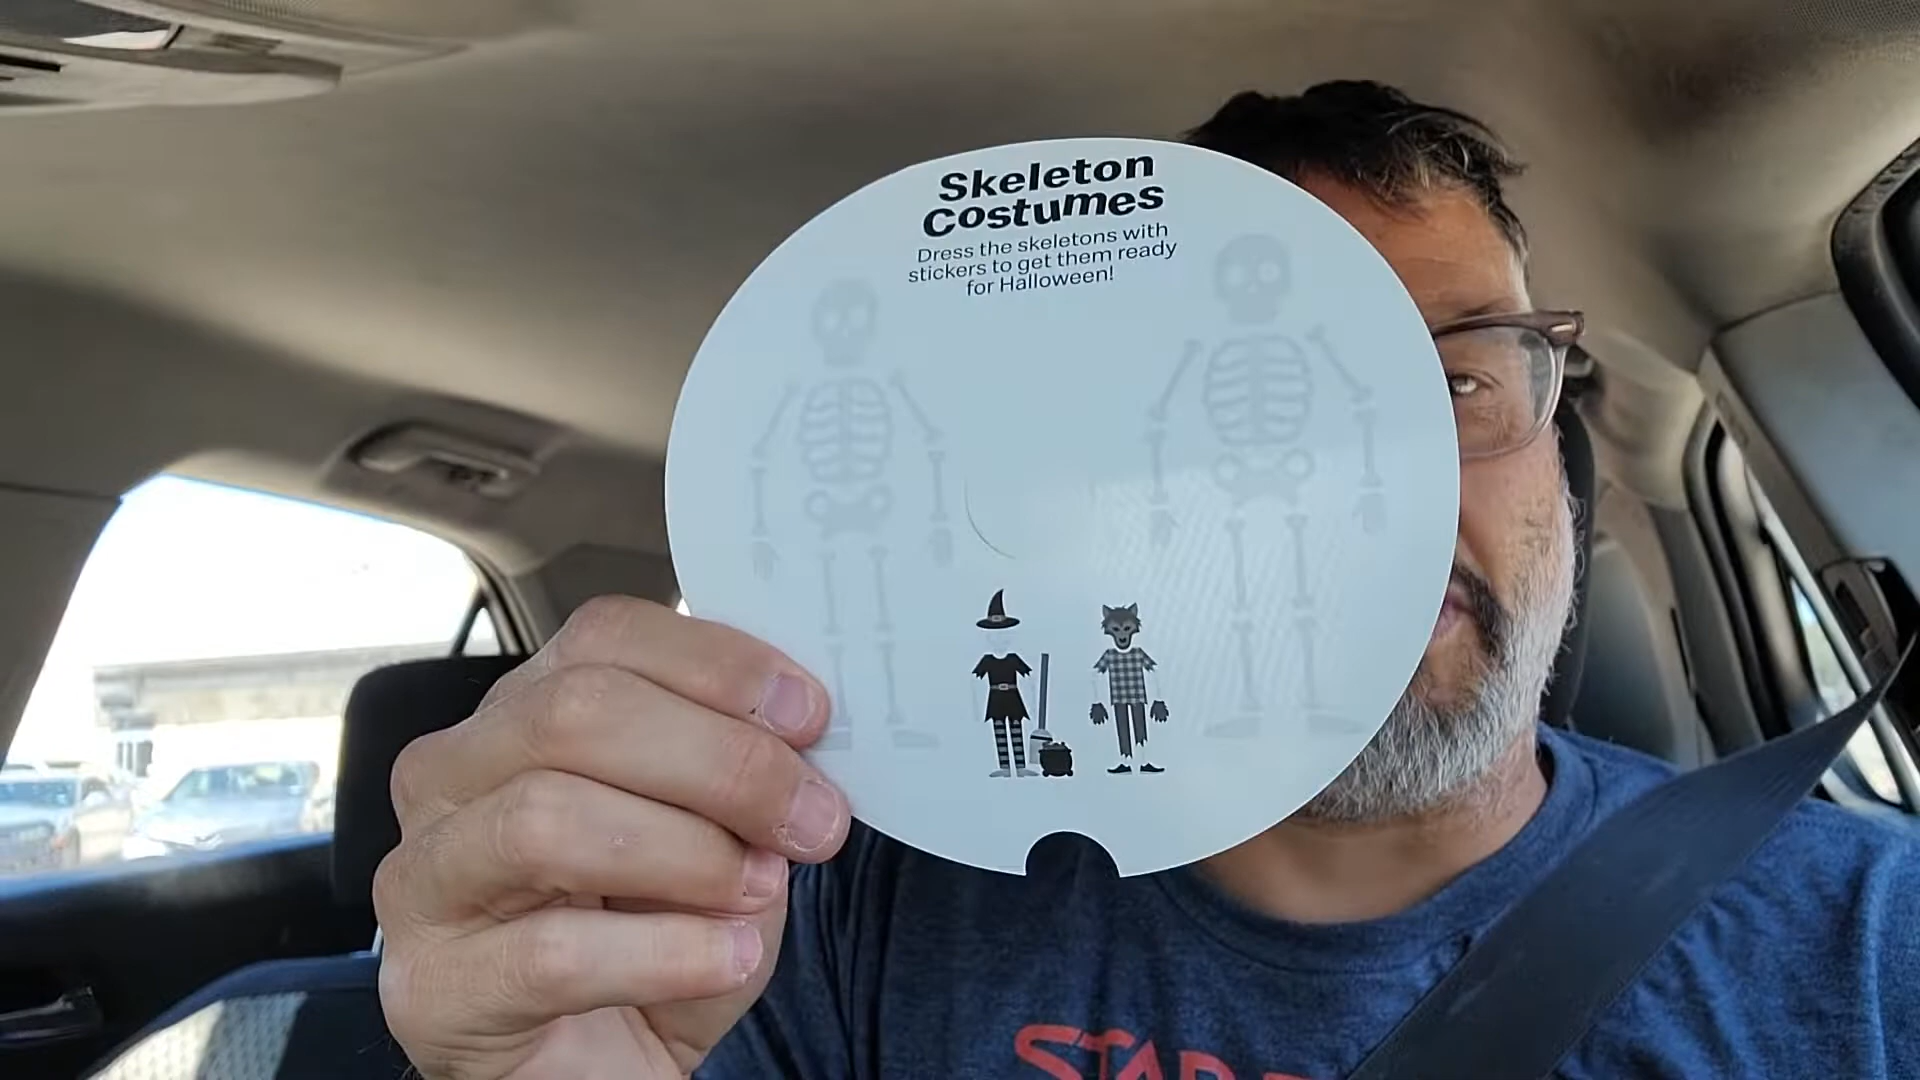 Skeleton
Costumes
Dress the skeletons with
stickers to get them ready
for Halloween!